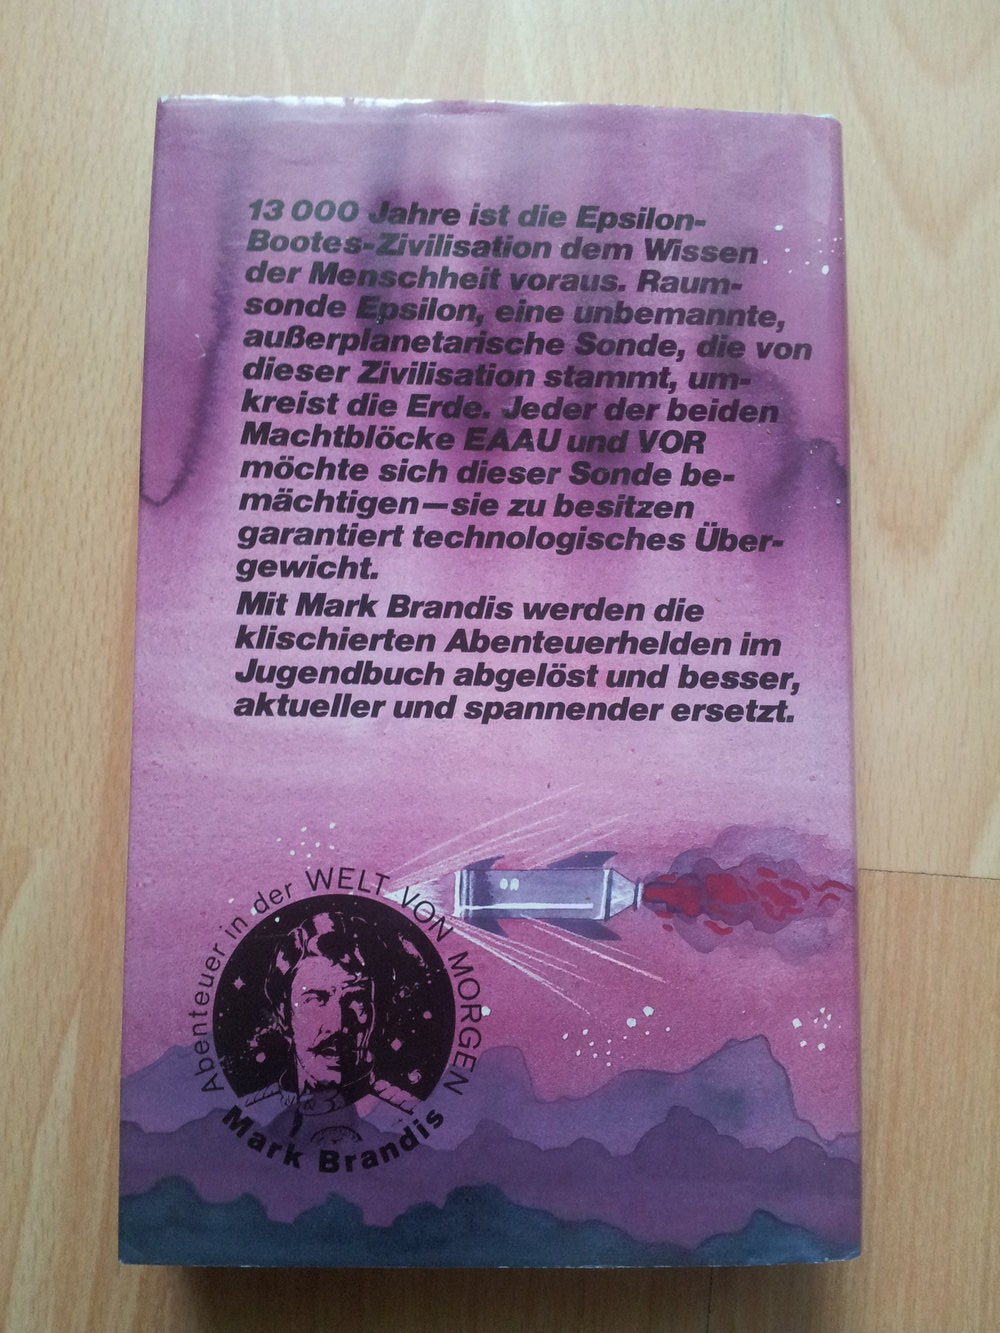 13 000 Jahre ist die Epsilon-
Bootes-Zivilisation dem Wissen
der Menschheit voraus. Raum-
sonde Epsilon, eine unbemannte,
außerplanetarische Sonde, die von
dieser Zivilisation stammt, um-
kreist die Erde. Jeder der beiden
Machtblöcke EAAU und VOR
möchte sich dieser Sonde be-
mächtigen—sie zu besitzen
garantiert technologisches Über-
gewicht.
Mit Mark Brandis werden die
klischierten Abenteuerhelden im
Jugendbuch abgelöst und besser,
aktueller und spannender ersetzt.
Abenteuer in der WELT VON MORGEN
Mark Brandis